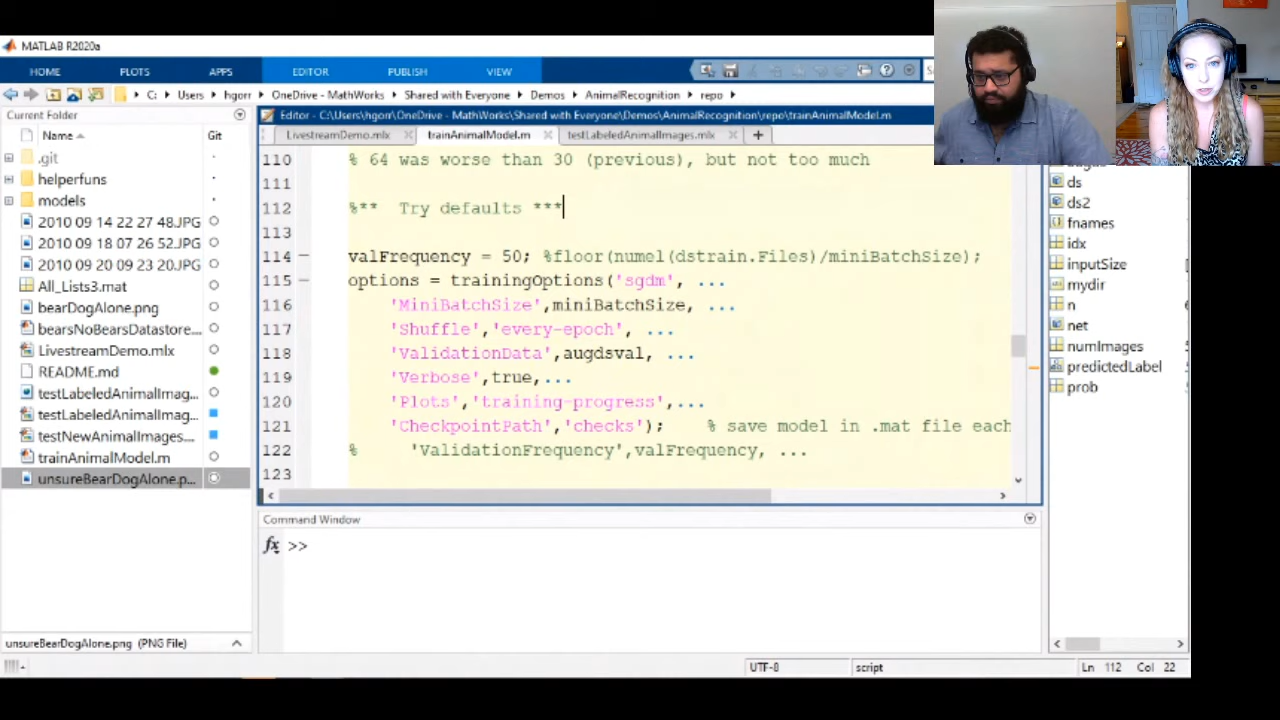 MATLAB R2020a
HOME PLOTS APPS EDITOR PUBLISH VIEW
C: Users hgorr OneDrive - MathWorks Shared with Everyone Demos AnimalRecognition repo
Current Folder
Name Git
.git
helperfuns
models
2010 09 14 22 27 48.JPG
2010 09 18 07 26 52.JPG
2010 09 20 09 23 20.JPG
All_Lists3.mat
bearDogAlone.png
bearsNoBearsDatastore...
LivestreamDemo.mlx
README.md
testLabeledAnimalImag...
testLabeledAnimalImag...
testNewAnimalImages...
trainAnimalModel.m
unsureBearDogAlone.p...
unsureBearDogAlone.png (PNG File)
Editor - C:\Users\hgorr\OneDrive - MathWorks\Shared with Everyone\Demos\AnimalRecognition\repo\trainAnimalModel.m
LivestreamDemo.mlx trainAnimalModel.m testLabeledAnimalImages.mlx
110 % 64 was worse than 30 (previous), but not too much
111
112 %** Try defaults ***
113
114 valFrequency = 50; %floor(numel(dstrain.Files)/miniBatchSize);
115 options = trainingOptions('sgdm', ...
116 'MiniBatchSize',miniBatchSize, ...
117 'Shuffle','every-epoch', ...
118 'ValidationData',augdsval, ...
119 'Verbose',true,...
120 'Plots','training-progress',...
121 'CheckpointPath','checks'); % save model in .mat file each
122 % 'ValidationFrequency',valFrequency, ...
123
Command Window
fx >>
ds
ds2
fnames
idx
inputSize
mydir
n
net
numImages
predictedLabel
prob
UTF-8 script Ln 112 Col 22